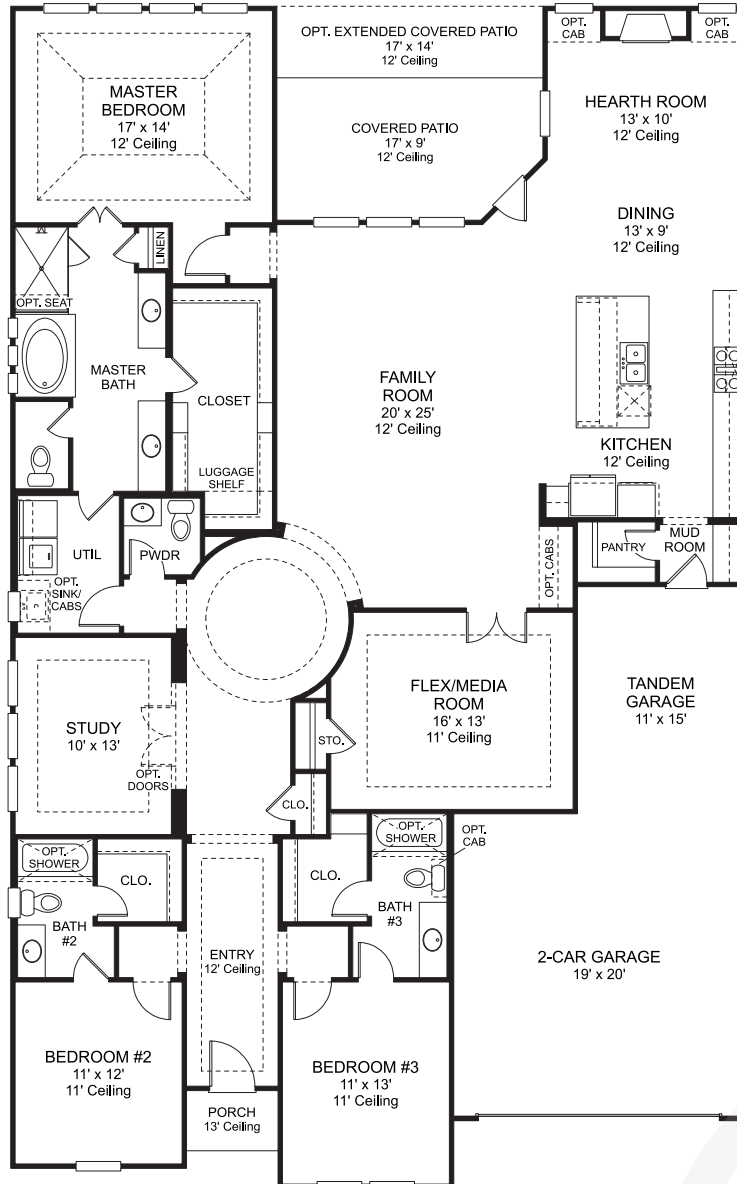 OPT. EXTENDED COVERED PATIO
17' x 14'
12' Ceiling
OPT.
CAB
OPT.
CAB
MASTER
BEDROOM
17' x 14'
12' Ceiling
COVERED PATIO
17' x 9'
12' Ceiling
HEARTH ROOM
13' x 10'
12' Ceiling
DINING
13' x 9'
12' Ceiling
LINEN
OPT. SEAT
MASTER
BATH
CLOSET
LUGGAGE
SHELF
FAMILY
ROOM
20' x 25'
12' Ceiling
KITCHEN
12' Ceiling
UTIL
OPT.
SINK/
CABS
PWDR
OPT. CABS
PANTRY
MUD
ROOM
STUDY
10' x 13'
OPT.
DOORS
STO.
FLEX/MEDIA
ROOM
16' x 13'
11' Ceiling
TANDEM
GARAGE
11' x 15'
CLO.
OPT.
SHOWER
CLO.
BATH
#2
ENTRY
12' Ceiling
CLO.
OPT.
SHOWER
OPT.
CAB
BATH
#3
2-CAR GARAGE
19' x 20'
BEDROOM #2
11' x 12'
11' Ceiling
PORCH
13' Ceiling
BEDROOM #3
11' x 13'
11' Ceiling